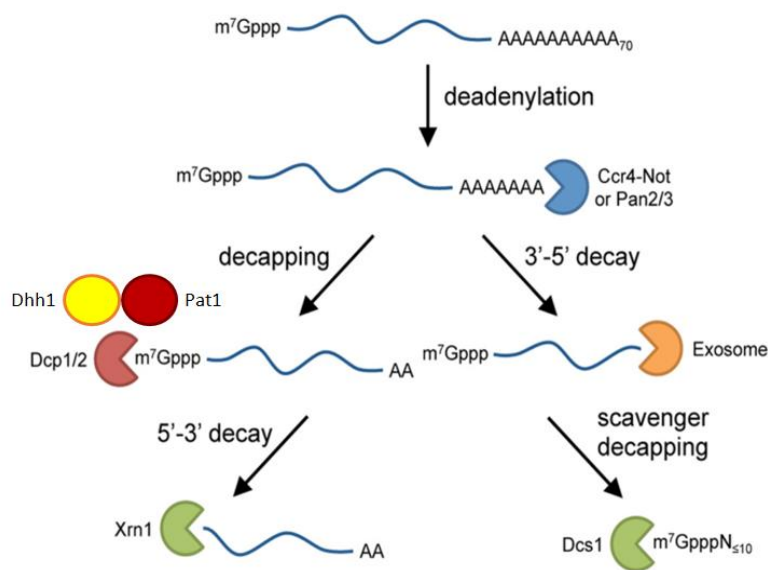 m⁷Gppp AAAAAAAAAA₇₀
deadenylation
m⁷Gppp AAAAAAA Ccr4-Not
or Pan2/3
decapping 3'-5' decay
Dhh1 Pat1
Dcp1/2 m⁷Gppp AA m⁷Gppp Exosome
5'-3' decay scavenger
decapping
Xrn1 AA Dcs1 m⁷GpppN≤10